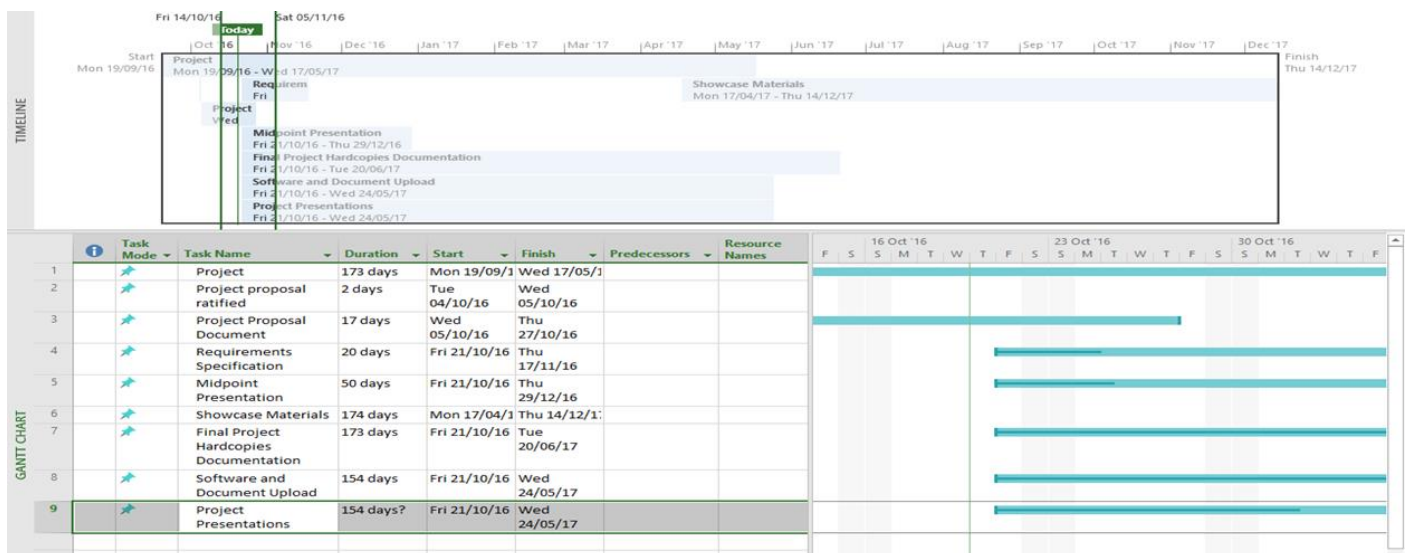 Fri 14/10/16 Sat 05/11/16
Today
Oct '16 Nov '16 Dec '16 Jan '17 Feb '17 Mar '17 Apr '17 May '17 Jun '17 Jul '17 Aug '17 Sep '17 Oct '17 Nov '17 Dec '17
Start
Mon 19/09/16
Finish
Thu 14/12/17
Project
Mon 19/09/16 - Wed 17/05/17
Requirem
Fri
Showcase Materials
Mon 17/04/17 - Thu 14/12/17
Project
Wed
Midpoint Presentation
Fri 21/10/16 - Thu 29/12/16
Final Project Hardcopies Documentation
Fri 21/10/16 - Tue 20/06/17
Software and Document Upload
Fri 21/10/16 - Wed 24/05/17
Project Presentations
Fri 21/10/16 - Wed 24/05/17
TIMELINE
Task Mode Task Name Duration Start Finish Predecessors Resource Names
16 Oct '16 23 Oct '16 30 Oct '16
F S S M T W T F S S M T W T F S S M T W T F
1 Project 173 days Mon 19/09/1 Wed 17/05/1
2 Project proposal ratified 2 days Tue 04/10/16 Wed 05/10/16
3 Project Proposal Document 17 days Wed 05/10/16 Thu 27/10/16
4 Requirements Specification 20 days Fri 21/10/16 Thu 17/11/16
5 Midpoint Presentation 50 days Fri 21/10/16 Thu 29/12/16
6 Showcase Materials 174 days Mon 17/04/1 Thu 14/12/1
7 Final Project Hardcopies Documentation 173 days Fri 21/10/16 Tue 20/06/17
8 Software and Document Upload 154 days Fri 21/10/16 Wed 24/05/17
9 Project Presentations 154 days? Fri 21/10/16 Wed 24/05/17
GANTT CHART